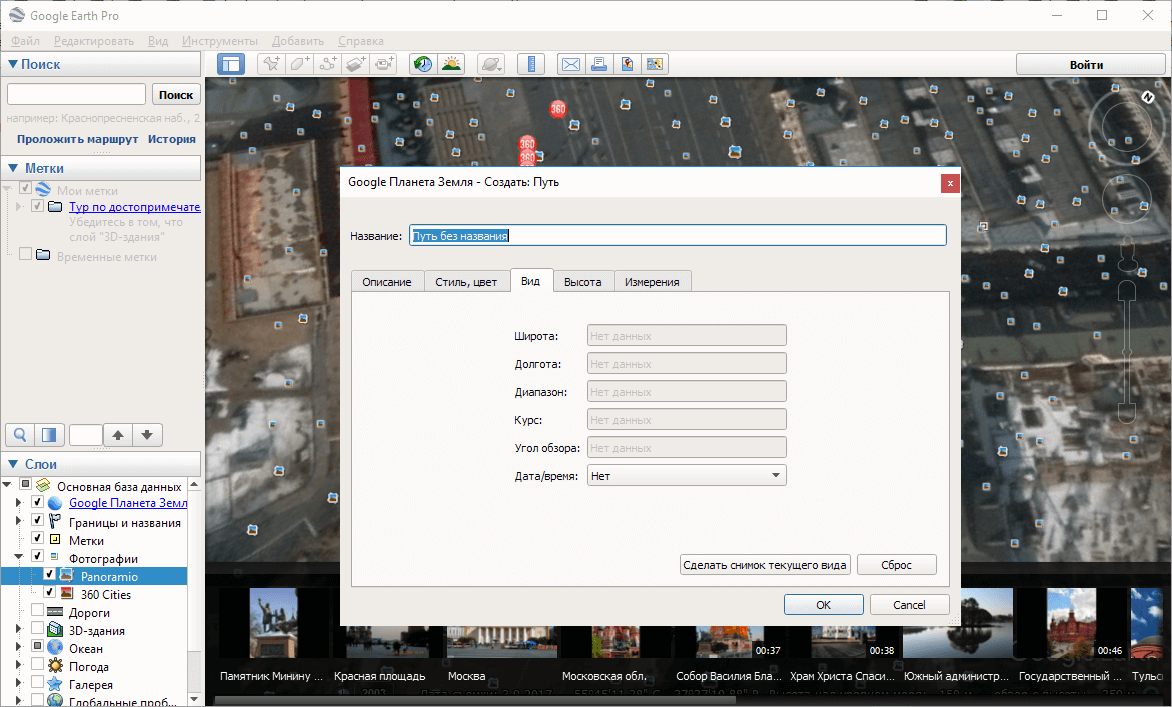 Google Earth Pro
Файл Редактировать Вид Инструменты Добавить Справка
Поиск
Войти
Поиск
например: Краснопресненская наб., 2
Проложить маршрут История
Метки
Мои метки
Тур по достопримечате
Убедитесь в том, что
слой "3D-здания"
Временные метки
Слои
Основная база данных
Google Планета Земл
Границы и названия
Метки
Фотографии
Panoramio
360 Cities
Дороги
3D-здания
Океан
Погода
Галерея
Глобальные проб...
N
360
360
360
Google Планета Земля - Создать: Путь
x
Название: Путь без названия
Описание Стиль, цвет Вид Высота Измерения
Широта: Нет данных
Долгота: Нет данных
Диапазон: Нет данных
Курс: Нет данных
Угол обзора: Нет данных
Дата/время: Нет
Сделать снимок текущего вида Сброс
OK Cancel
00:37 00:38 00:46
Памятник Минину ... Красная площадь Москва Московская обл. Собор Василия Бла... Храм Христа Спаси... Южный администр... Государственный ... Тульс
2003